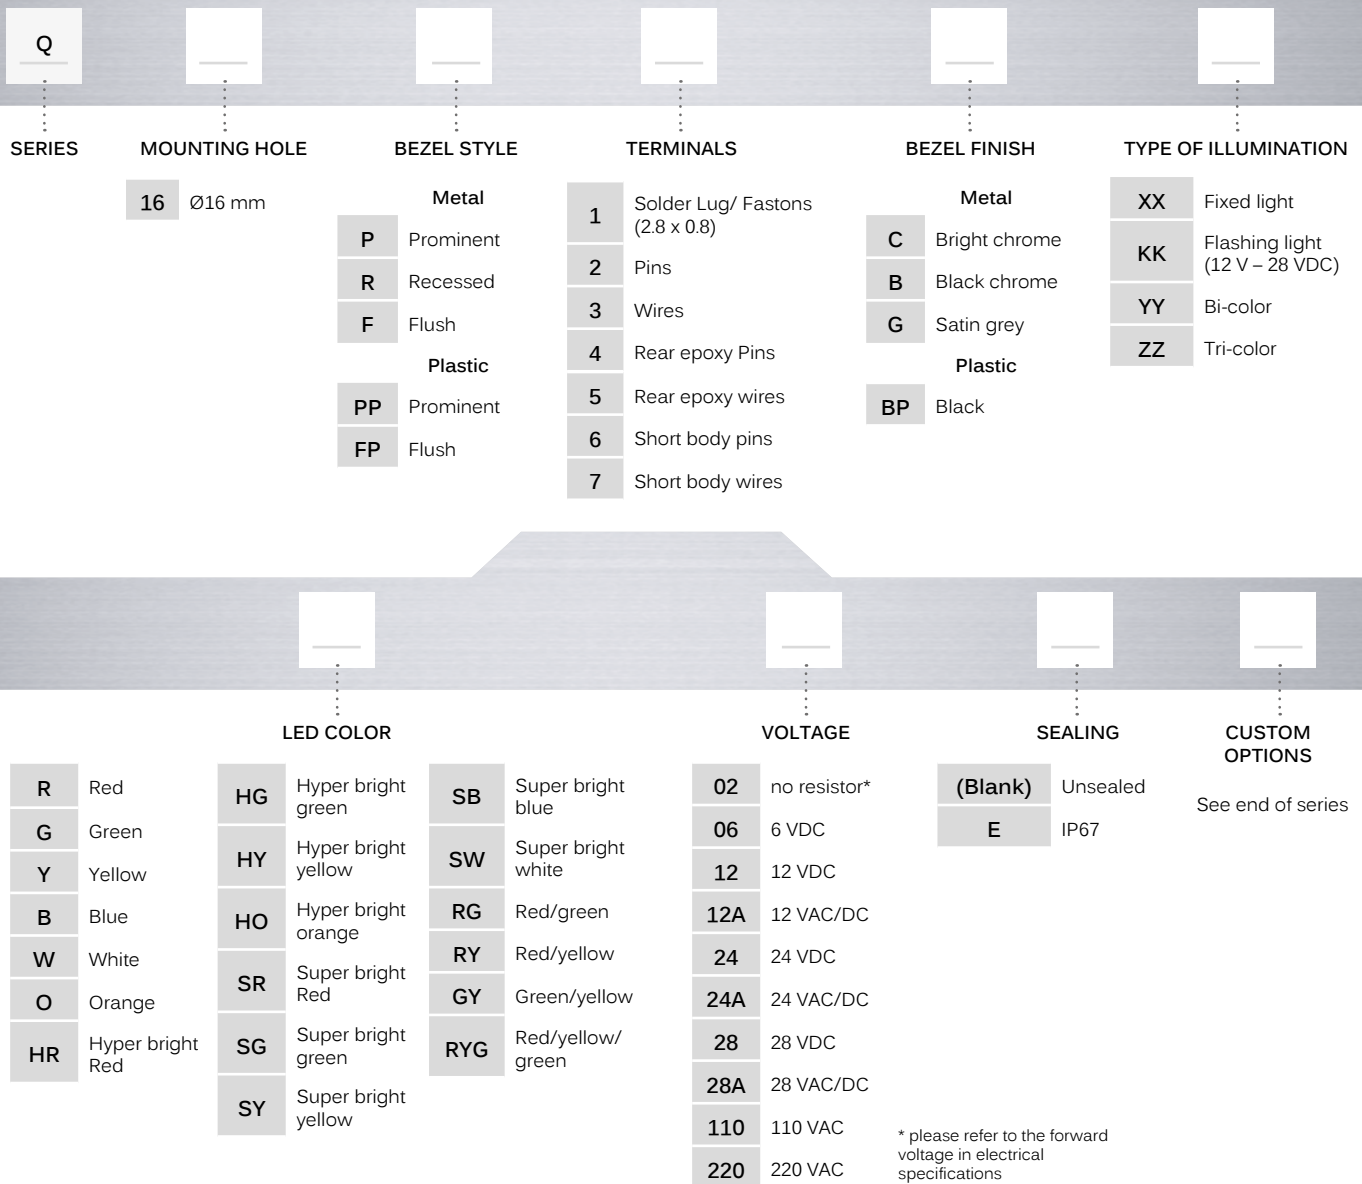 Q
SERIES
MOUNTING HOLE
BEZEL STYLE
TERMINALS
BEZEL FINISH
TYPE OF ILLUMINATION
16 Ø16 mm
Metal
P Prominent
R Recessed
F Flush
Plastic
PP Prominent
FP Flush
1 Solder Lug/ Fastons
(2.8 x 0.8)
2 Pins
3 Wires
4 Rear epoxy Pins
5 Rear epoxy wires
6 Short body pins
7 Short body wires
Metal
C Bright chrome
B Black chrome
G Satin grey
Plastic
BP Black
XX Fixed light
KK Flashing light
(12 V – 28 VDC)
YY Bi-color
ZZ Tri-color
LED COLOR
VOLTAGE
SEALING
CUSTOM
OPTIONS
R Red
G Green
Y Yellow
B Blue
W White
O Orange
HR Hyper bright
Red
HG Hyper bright
green
HY Hyper bright
yellow
HO Hyper bright
orange
SR Super bright
Red
SG Super bright
green
SY Super bright
yellow
SB Super bright
blue
SW Super bright
white
RG Red/green
RY Red/yellow
GY Green/yellow
RYG Red/yellow/
green
02 no resistor*
06 6 VDC
12 12 VDC
12A 12 VAC/DC
24 24 VDC
24A 24 VAC/DC
28 28 VDC
28A 28 VAC/DC
110 110 VAC
220 220 VAC
(Blank) Unsealed
E IP67
See end of series
* please refer to the forward
voltage in electrical
specifications